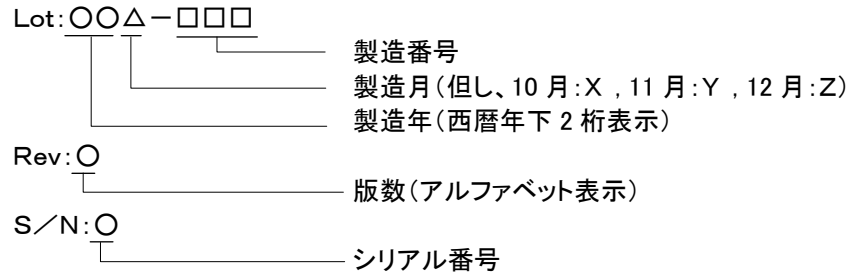 Lot:○○△－□□□
製造番号
製造月(但し、10月:X ,11月:Y ,12月:Z)
製造年(西暦年下2桁表示)
Rev:○
版数(アルファベット表示)
S／N:○
シリアル番号